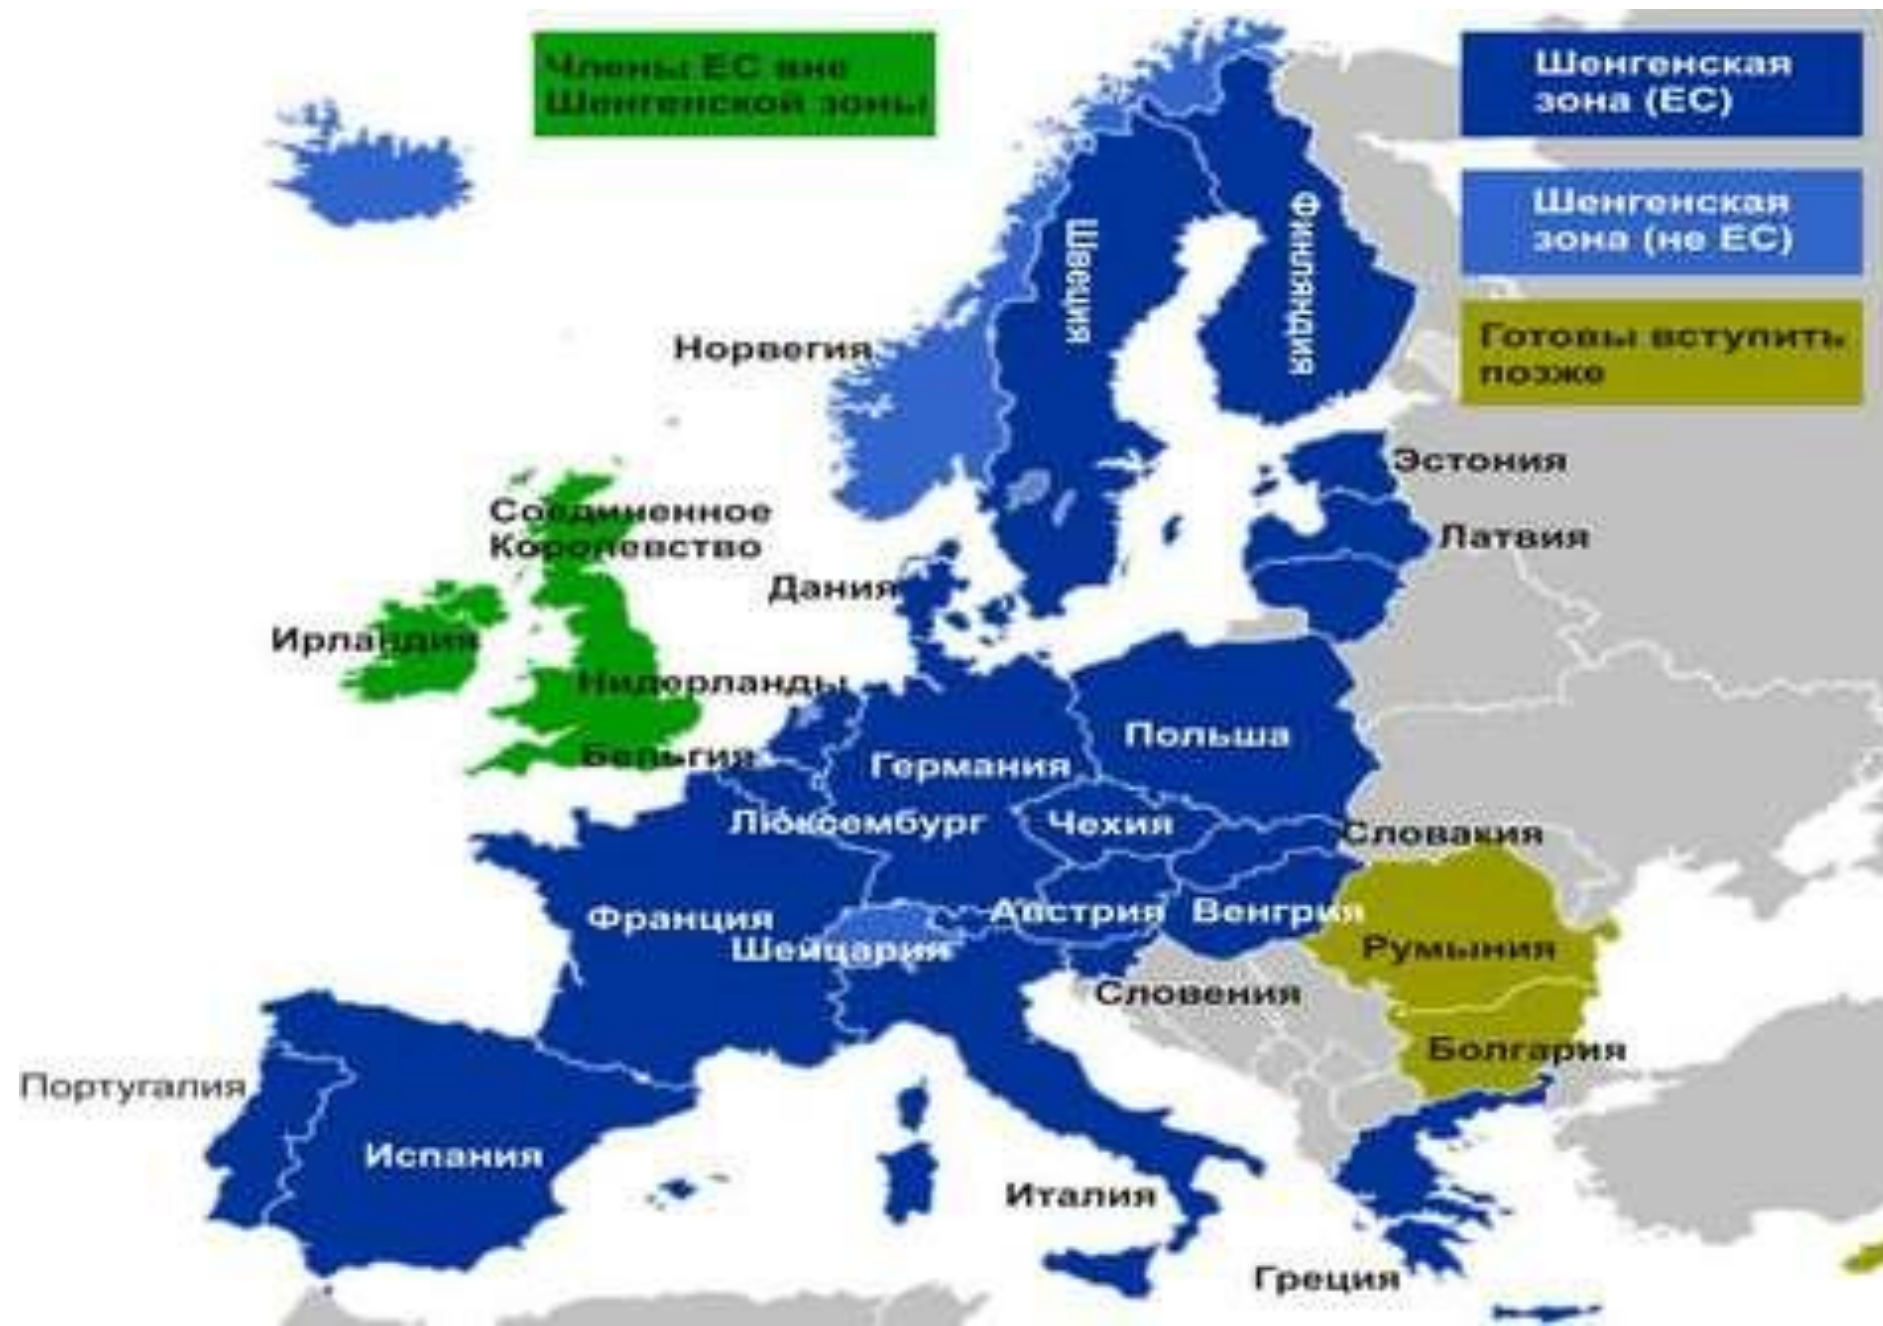 Члены ЕС вне
Шенгенской зоны
Шенгенская
зона (ЕС)
Шенгенская
зона (не ЕС)
Готовы вступить
позже
Швеция
Финляндия
Норвегия
Эстония
Соединенное
Королевство
Латвия
Дания
Ирландия
Нидерланды
Польша
Бельгия
Германия
Люксембург
Чехия
Словакия
Франция
Австрия
Венгрия
Шейцария
Румыния
Словения
Болгария
Португалия
Испания
Италия
Греция